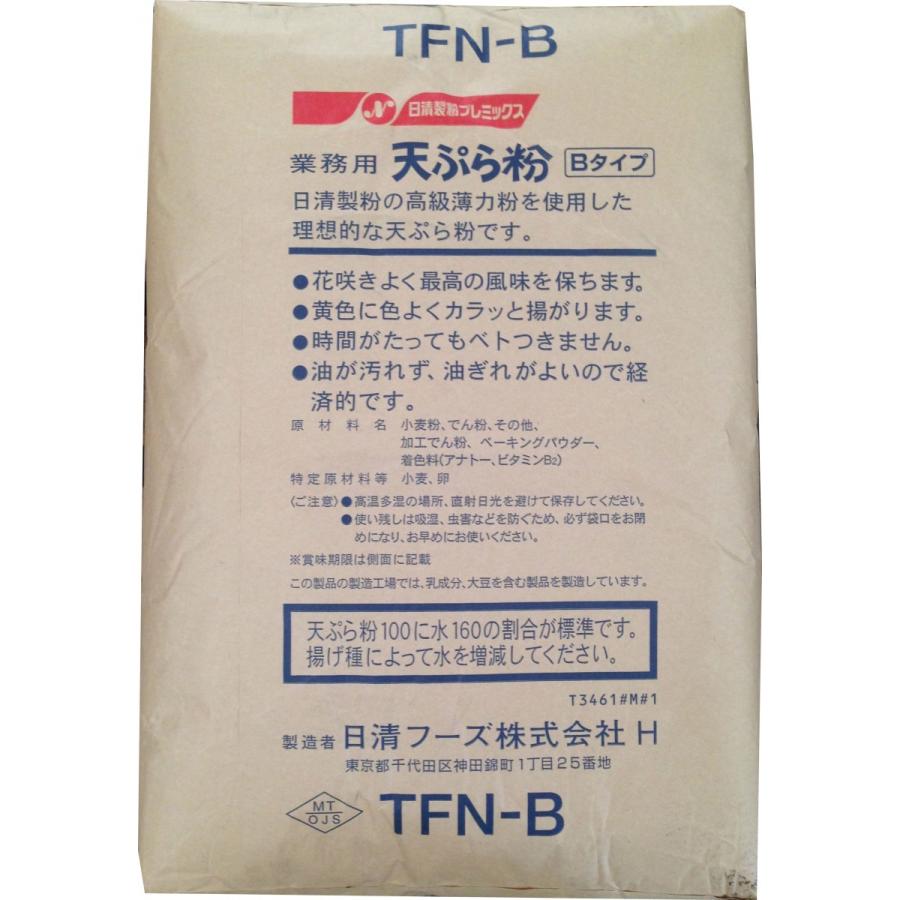 TFN-B
N 日清製粉プレミックス
業務用 天ぷら粉 Bタイプ
日清製粉の高級薄力粉を使用した
理想的な天ぷら粉です。
●花咲きよく最高の風味を保ちます。
●黄色に色よくカラッと揚がります。
●時間がたってもベトつきません。
●油が汚れず、油ぎれがよいので経
済的です。
原材料名 小麦粉、でん粉、その他、
加工でん粉、ベーキングパウダー、
着色料(アナトー、ビタミンB₂)
特定原材料等 小麦、卵
〈ご注意〉●高温多湿の場所、直射日光を避けて保存してください。
●使い残しは吸湿、虫害などを防ぐため、必ず袋口をお閉
めになり、お早めにお使いください。
※賞味期限は側面に記載
この製品の製造工場では、乳成分、大豆を含む製品を製造しています。
天ぷら粉100に水160の割合が標準です。
揚げ種によって水を増減してください。
T3461#M#1
製造者 日清フーズ株式会社 H
東京都千代田区神田錦町1丁目25番地
MT
OJS
TFN-B